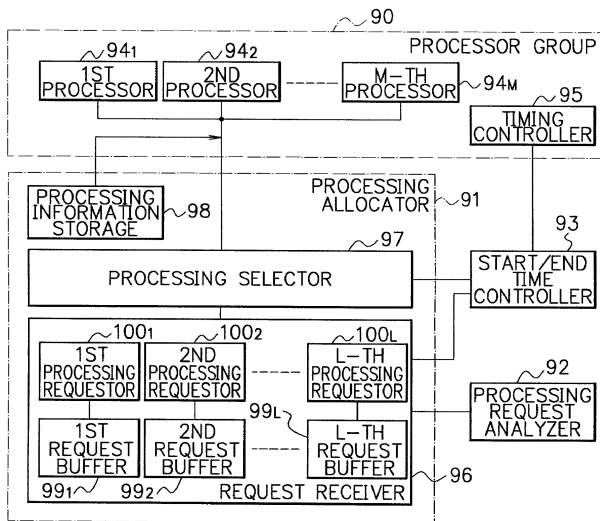 90
PROCESSOR GROUP
94₁
1ST
PROCESSOR
94₂
2ND
PROCESSOR
M-TH
PROCESSOR
94M
95
TIMING
CONTROLLER
PROCESSING
INFORMATION
STORAGE
98
PROCESSING
ALLOCATOR
91
97
PROCESSING SELECTOR
93
START/END
TIME
CONTROLLER
100₁
1ST
PROCESSING
REQUESTOR
100₂
2ND
PROCESSING
REQUESTOR
100L
L-TH
PROCESSING
REQUESTOR
92
PROCESSING
REQUEST
ANALYZER
1ST
REQUEST
BUFFER
99₁
2ND
REQUEST
BUFFER
99₂
99L
L-TH
REQUEST
BUFFER
REQUEST RECEIVER
96